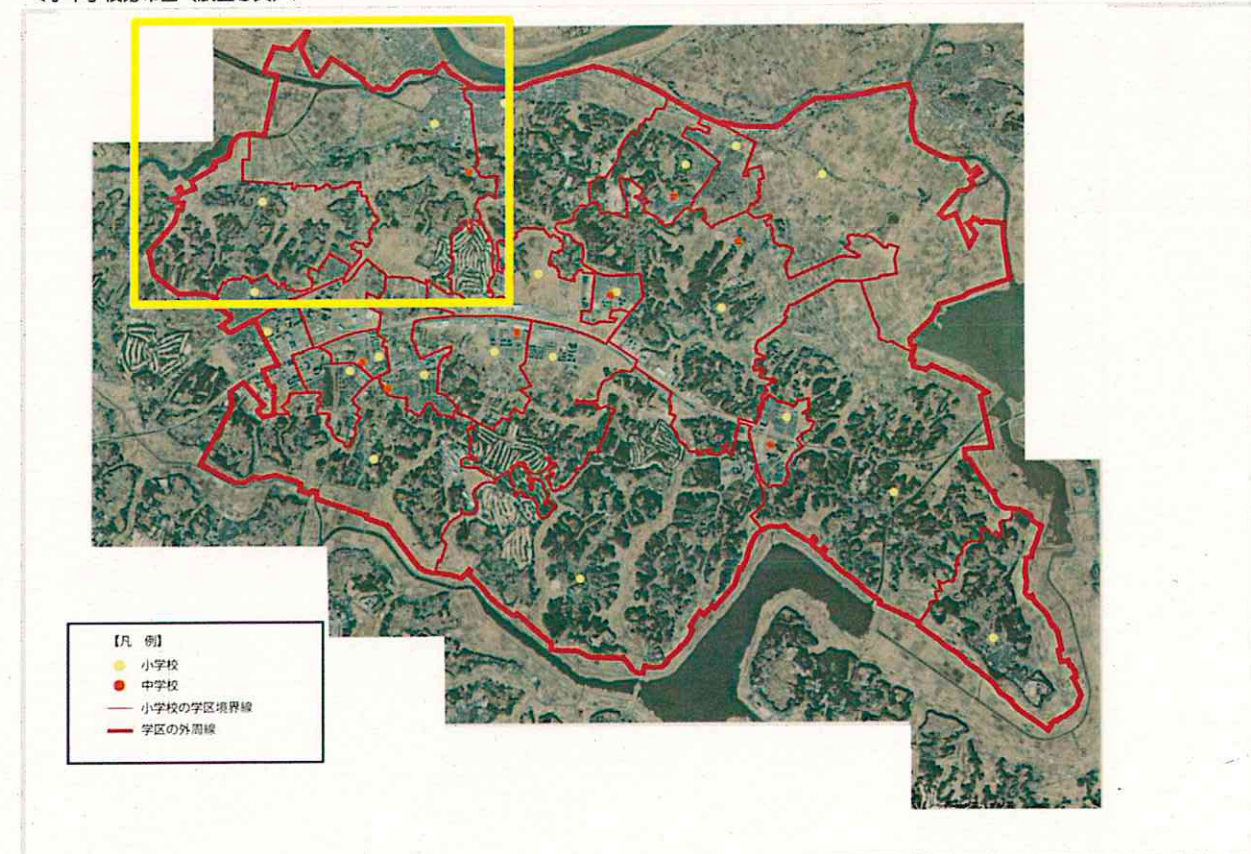 【凡　例】
小学校
中学校
小学校の学区境界線
学区の外周線